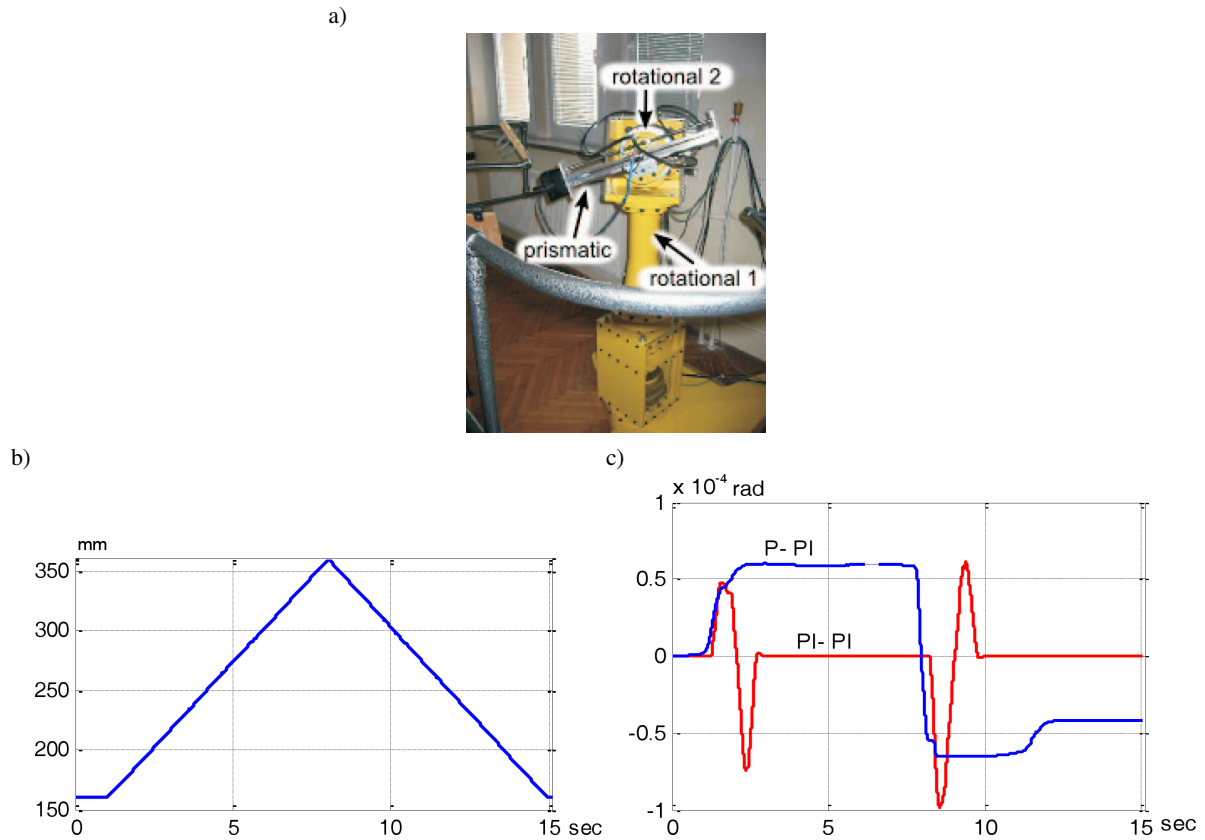 a)
rotational 2
prismatic
rotational 1
b)
mm
350
300
250
200
150
0
5
10
15 sec
c)
x 10-4 rad
1
0.5
0
-0.5
-1
P- PI
PI- PI
0
5
10
15 sec